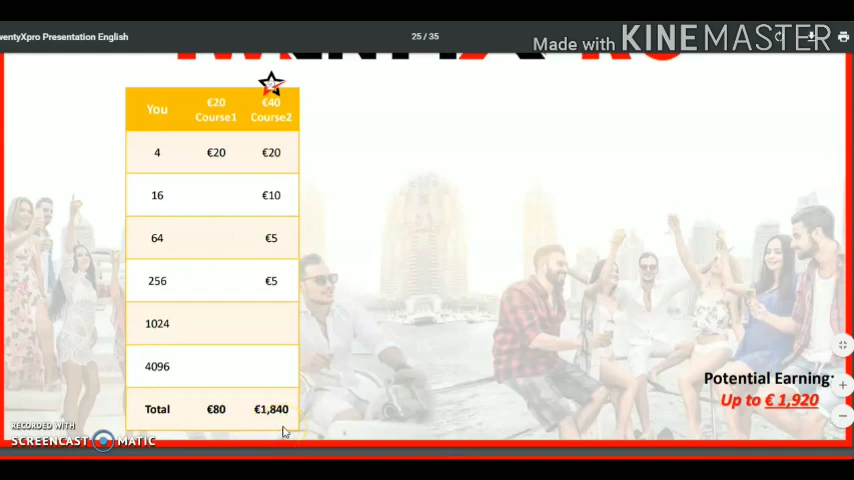 wentyXpro Presentation English
25 / 35
Made with KINEMASTER
You €20 Course1 €40 Course2
4 €20 €20
16 €10
64 €5
256 €5
1024
4096
Total €80 €1,840
Potential Earning:
Up to € 1,920
RECORDED WITH
SCREENCAST MATIC